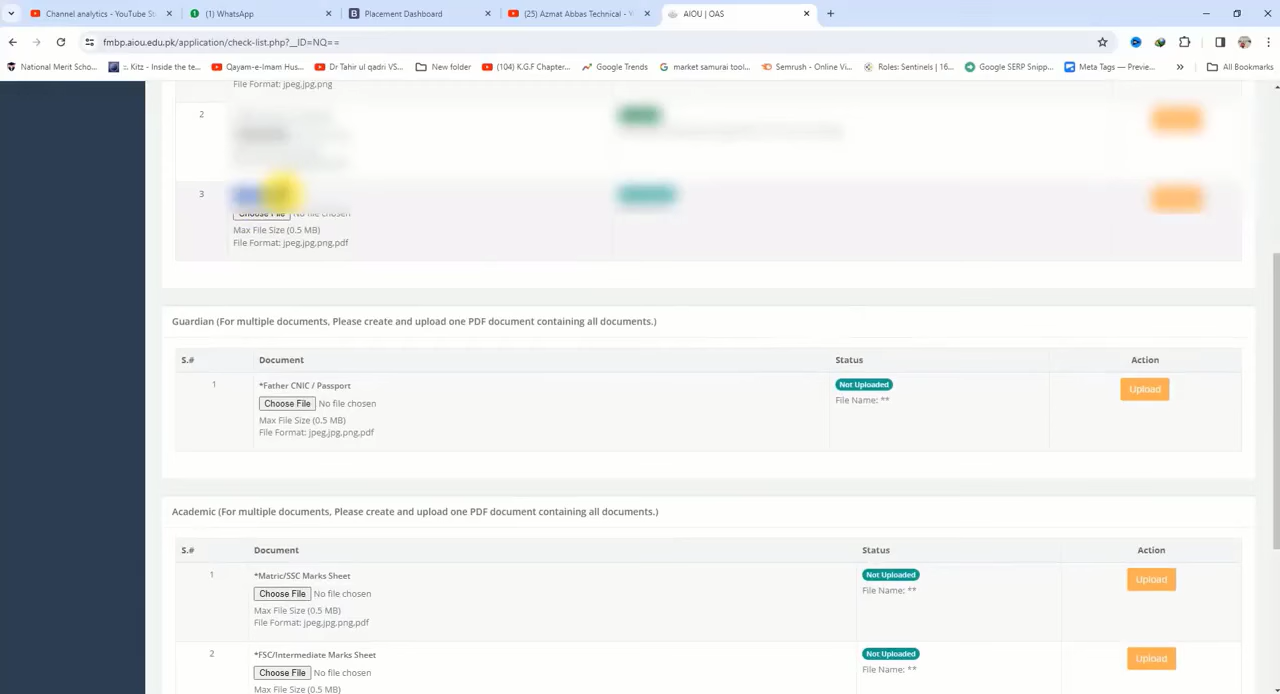 Channel analytics - YouTube St
(1) WhatsApp
Placement Dashboard
(25) Azmat Abbas Technical -
AIOU | OAS
fmbp.aiou.edu.pk/application/check-list.php?__ID=NQ==
National Merit Scho...
:. Kitz - Inside the te...
Qayam-e-Imam Hus...
Dr Tahir ul qadri VS...
New folder
(104) K.G.F Chapter...
Google Trends
market samurai tool...
Semrush - Online Vi...
Roles: Sentinels | 16...
Google SERP Snipp...
Meta Tags — Previe...
»
All Bookmarks
File Format: jpeg.jpg.png
2
3
Choose File No file chosen
Max File Size (0.5 MB)
File Format: jpeg.jpg.png.pdf
Guardian (For multiple documents, Please create and upload one PDF document containing all documents.)
S.# Document Status Action
1 *Father CNIC / Passport Not Uploaded Upload
Choose File No file chosen File Name: **
Max File Size (0.5 MB)
File Format: jpeg.jpg.png.pdf
Academic (For multiple documents, Please create and upload one PDF document containing all documents.)
S.# Document Status Action
1 *Matric/SSC Marks Sheet Not Uploaded Upload
Choose File No file chosen File Name: **
Max File Size (0.5 MB)
File Format: jpeg.jpg.png.pdf
2 *FSC/Intermediate Marks Sheet Not Uploaded Upload
Choose File No file chosen File Name: **
Max File Size (0.5 MB)